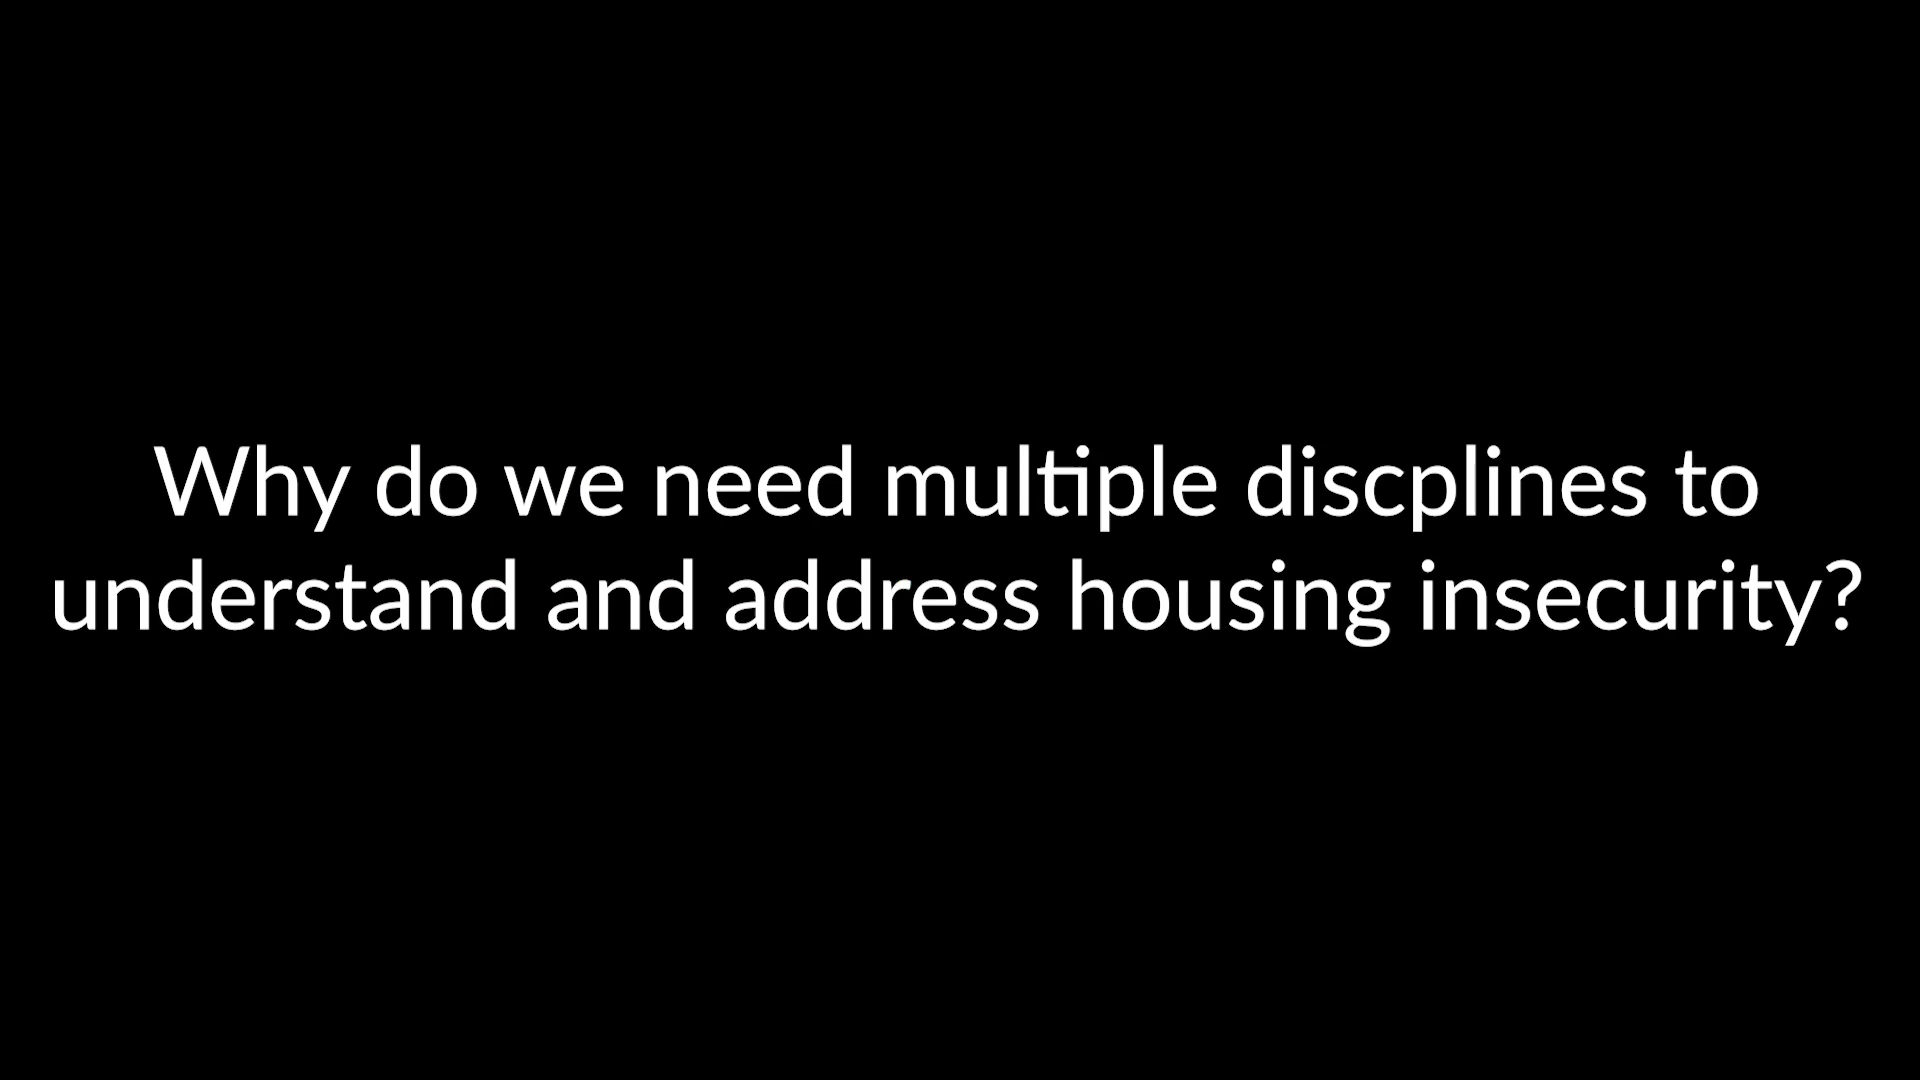 Why do we need multiple discplines to
understand and address housing insecurity?